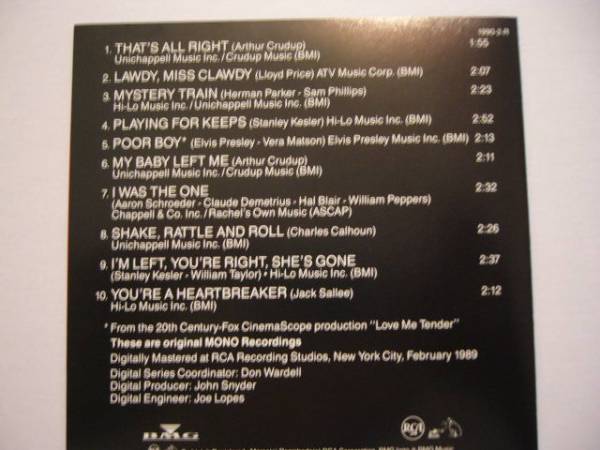 1990-2-R
1. THAT'S ALL RIGHT (Arthur Crudup) 1:55
Unichappell Music Inc. / Crudup Music (BMI)
2. LAWDY, MISS CLAWDY (Lloyd Price) ATV Music Corp. (BMI) 2:07
3. MYSTERY TRAIN (Herman Parker - Sam Phillips) 2:23
Hi-Lo Music Inc. / Unichappell Music Inc. (BMI)
4. PLAYING FOR KEEPS (Stanley Kesler) Hi-Lo Music Inc. (BMI) 2:52
5. POOR BOY* (Elvis Presley - Vera Matson) Elvis Presley Music Inc. (BMI) 2:13
6. MY BABY LEFT ME (Arthur Crudup) 2:11
Unichappell Music Inc. / Crudup Music (BMI)
7. I WAS THE ONE 2:32
(Aaron Schroeder - Claude Demetrius - Hal Blair - William Peppers)
Chappell & Co. Inc. / Rachel's Own Music (ASCAP)
8. SHAKE, RATTLE AND ROLL (Charles Calhoun) 2:26
Unichappell Music Inc. (BMI)
9. I'M LEFT, YOU'RE RIGHT, SHE'S GONE 2:37
(Stanley Kesler - William Taylor) • Hi-Lo Music Inc. (BMI)
10. YOU'RE A HEARTBREAKER (Jack Sallee) 2:12
Hi-Lo Music Inc. (BMI)
* From the 20th Century-Fox CinemaScope production "Love Me Tender"
These are original MONO Recordings
Digitally Mastered at RCA Recording Studios, New York City, February 1989
Digital Series Coordinator: Don Wardell
Digital Producer: John Snyder
Digital Engineer: Joe Lopes
BMG RCA